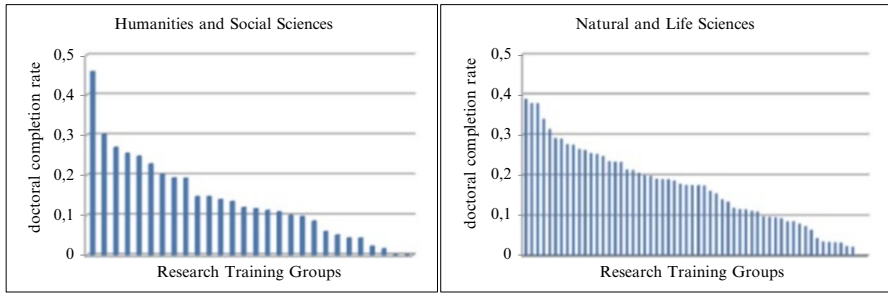 Humanities and Social Sciences
doctoral completion rate
0,5
0,4
0,3
0,2
0,1
0
Research Training Groups
Natural and Life Sciences
doctoral completion rate
0,5
0,4
0,3
0,2
0,1
0
Research Training Groups